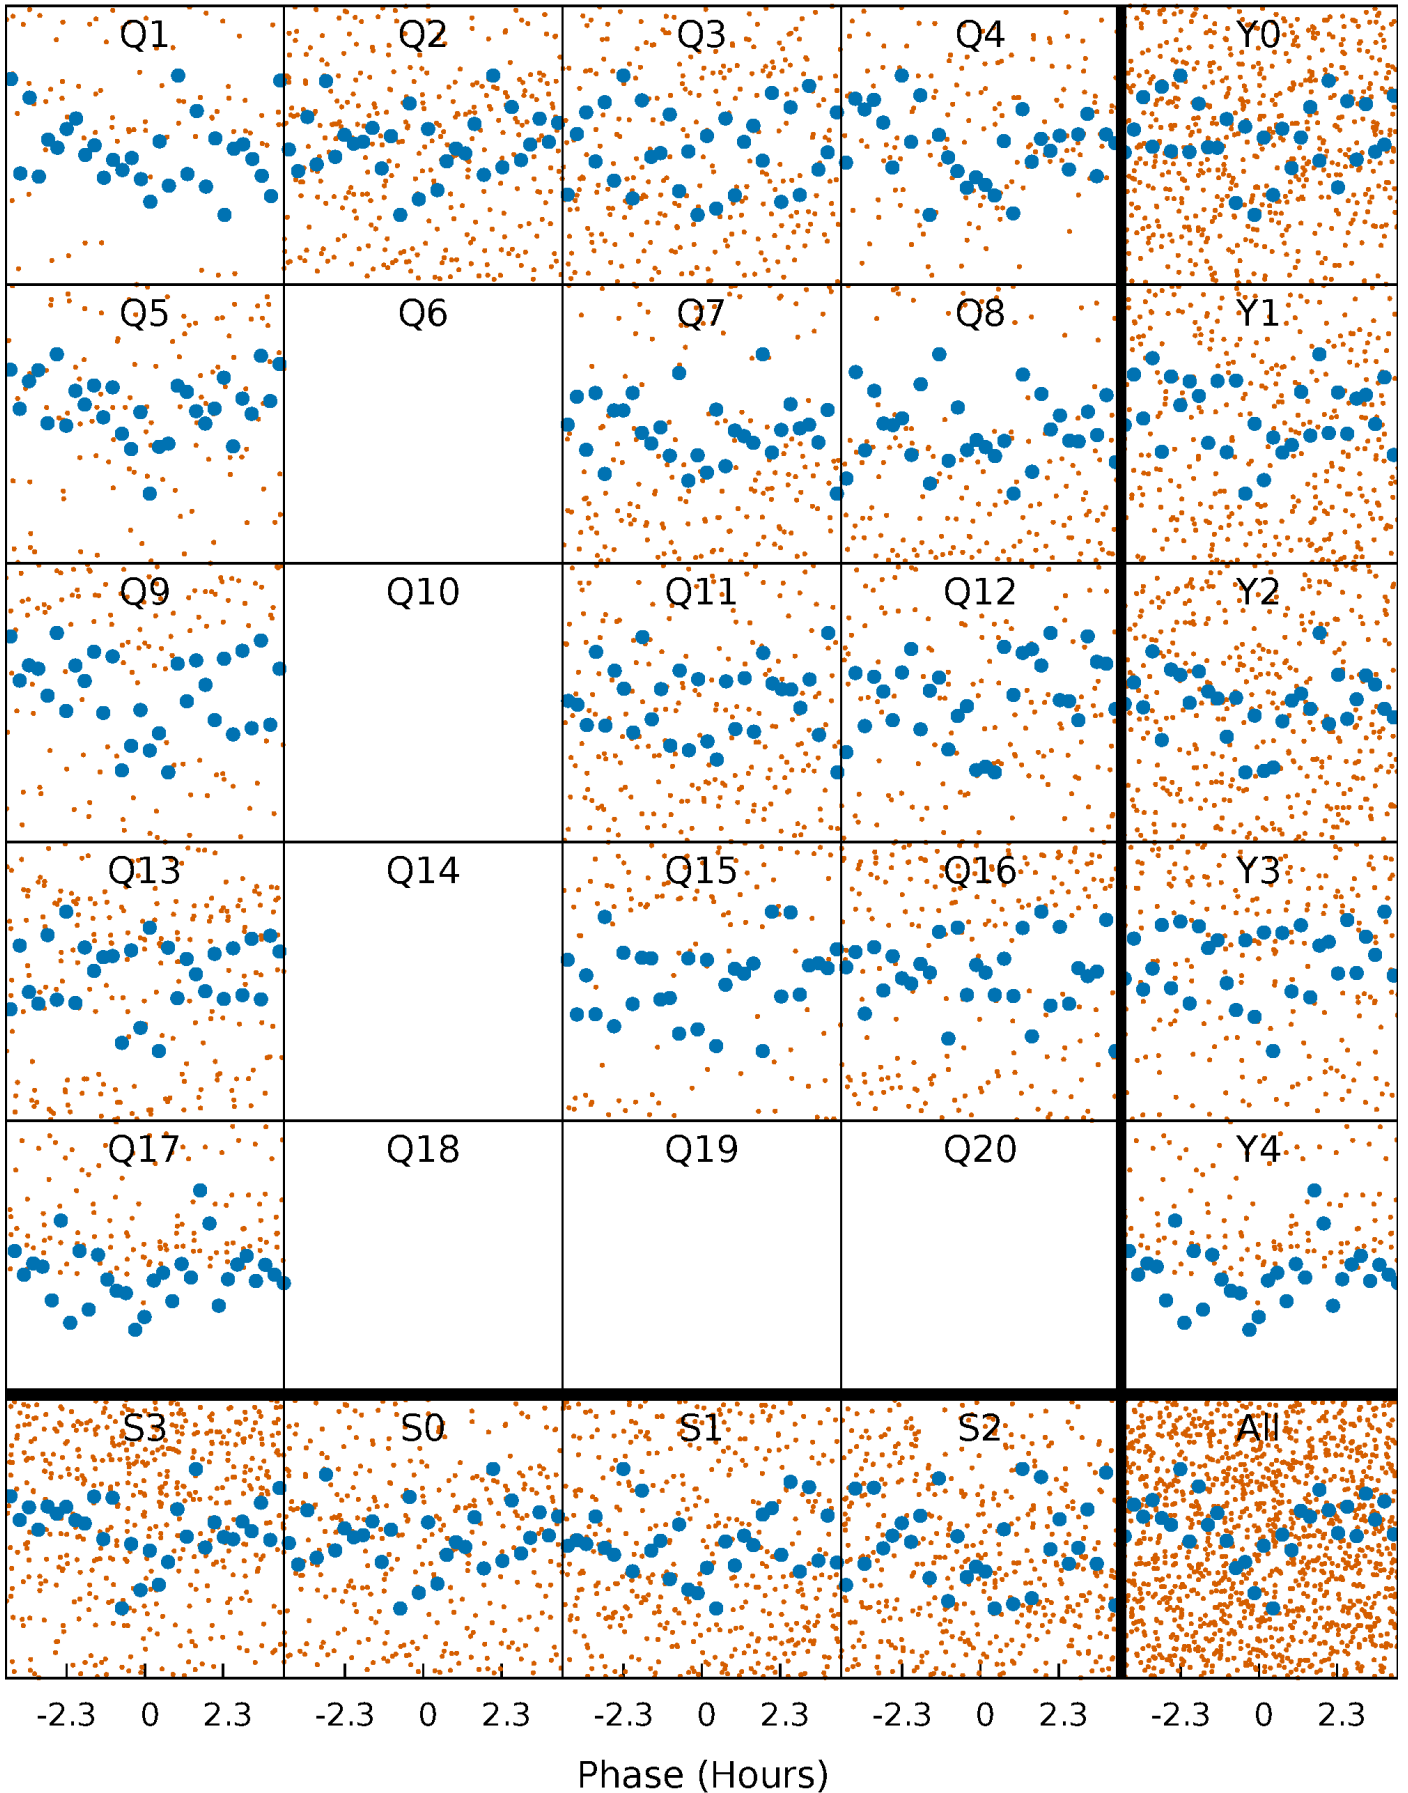 Q1 Q2 Q3 Q4 Y0
Q5 Q6 Q7 Q8 Y1
Q9 Q10 Q11 Q12 Y2
Q13 Q14 Q15 Q16 Y3
Q17 Q18 Q19 Q20 Y4
S3 S0 S1 S2 All
-2.3 0 2.3 -2.3 0 2.3 -2.3 0 2.3 -2.3 0 2.3 -2.3 0 2.3
Phase (Hours)